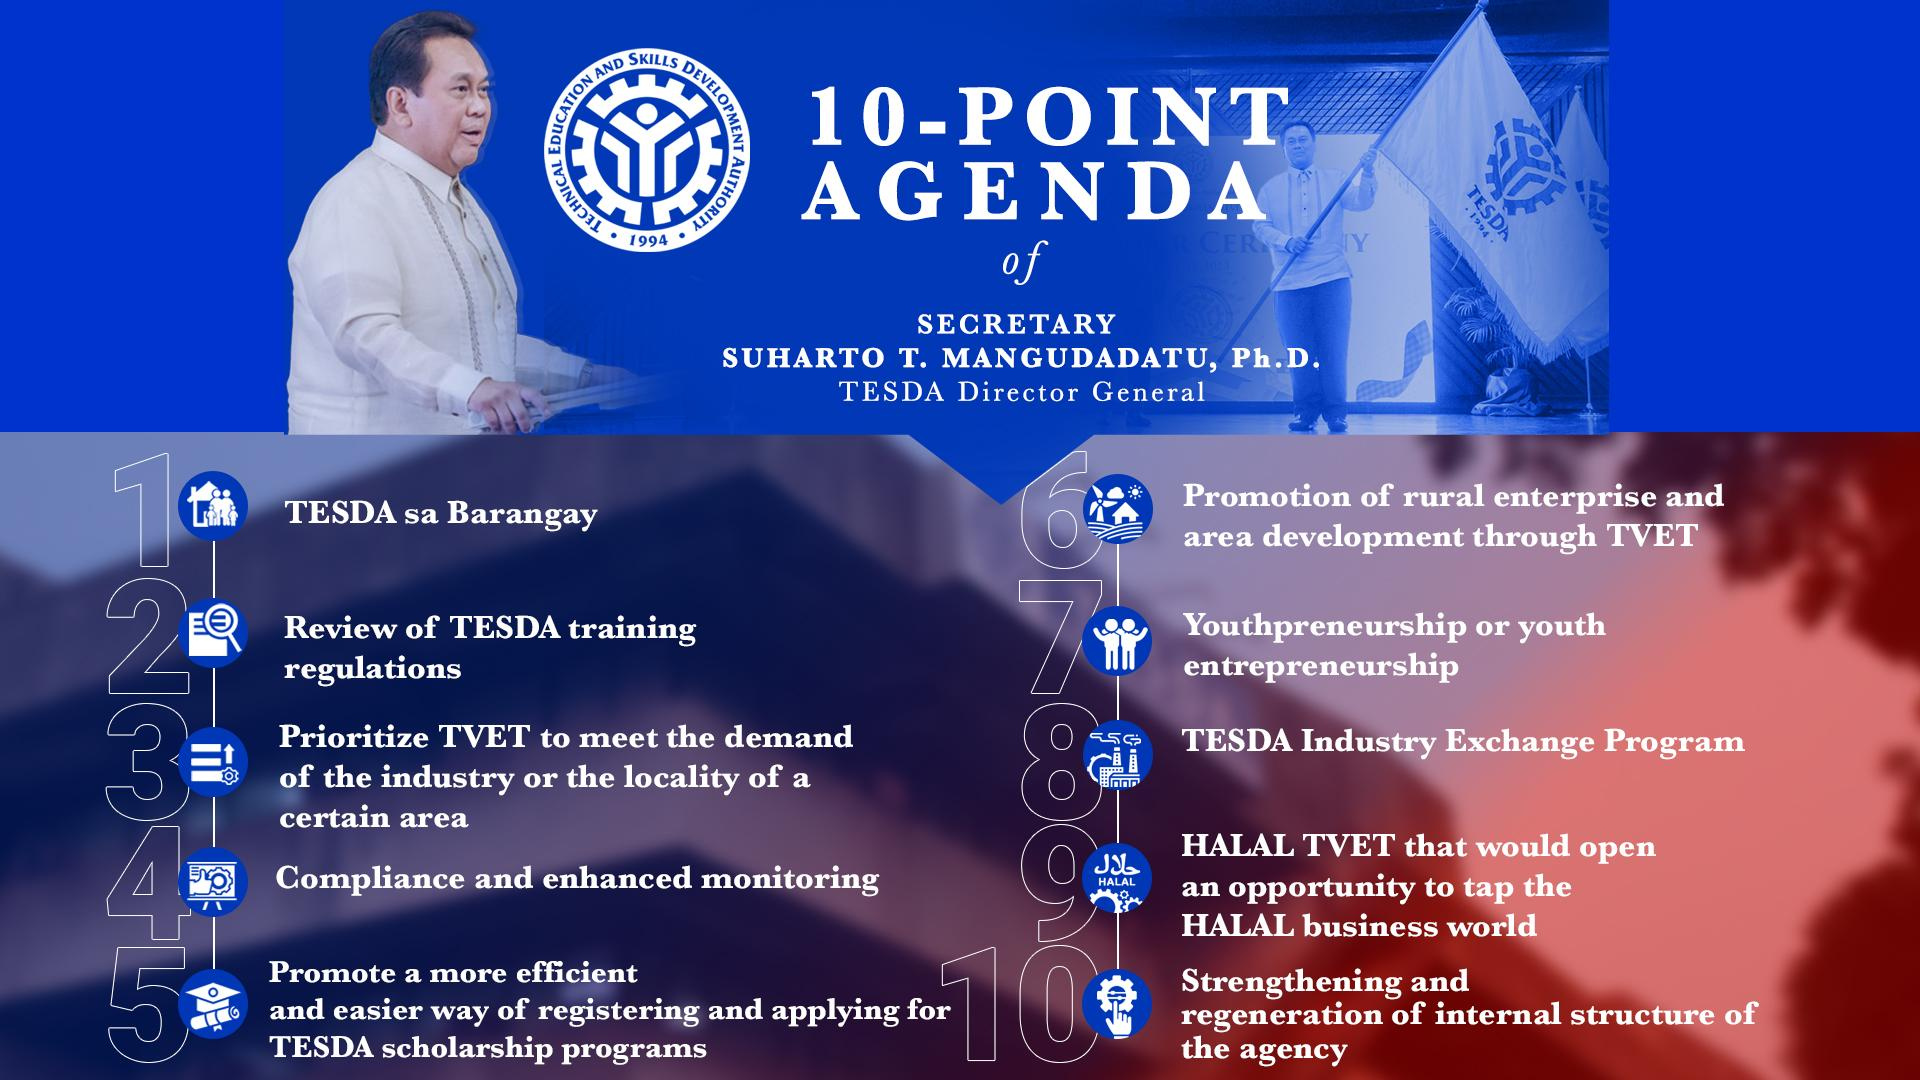 TECHNICAL EDUCATION AND SKILLS DEVELOPMENT AUTHORITY
• 1994 •
10-POINT
AGENDA
of
SECRETARY
SUHARTO T. MANGUDADATU, Ph.D.
TESDA Director General
TESDA
· 1994 ·
1
TESDA sa Barangay
2
Review of TESDA training
regulations
3
Prioritize TVET to meet the demand
of the industry or the locality of a
certain area
4
Compliance and enhanced monitoring
5
Promote a more efficient
and easier way of registering and applying for
TESDA scholarship programs
6
Promotion of rural enterprise and
area development through TVET
7
Youthpreneurship or youth
entrepreneurship
8
TESDA Industry Exchange Program
9
حلال
HALAL
HALAL TVET that would open
an opportunity to tap the
HALAL business world
10
Strengthening and
regeneration of internal structure of
the agency